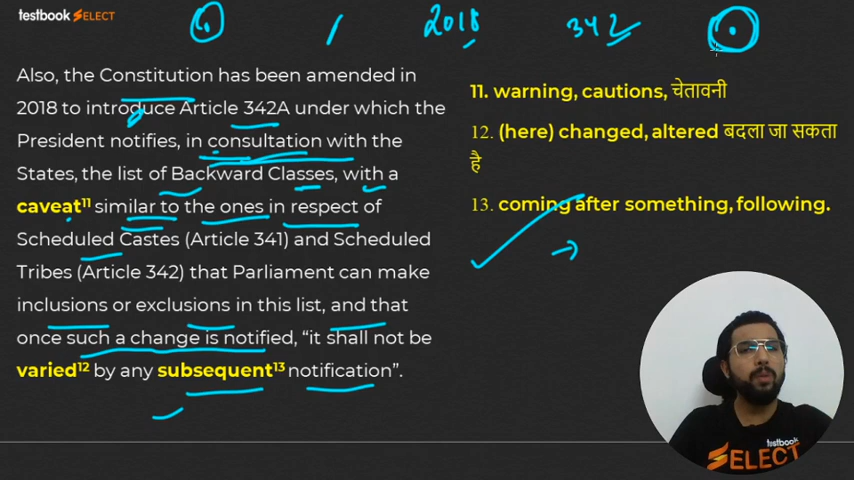 testbook SELECT
2018 342
Also, the Constitution has been amended in
2018 to introduce Article 342A under which the
President notifies, in consultation with the
States, the list of Backward Classes, with a
caveat¹¹ similar to the ones in respect of
Scheduled Castes (Article 341) and Scheduled
Tribes (Article 342) that Parliament can make
inclusions or exclusions in this list, and that
once such a change is notified, “it shall not be
varied¹² by any subsequent¹³ notification”.
11. warning, cautions, चेतावनी
12. (here) changed, altered बदला जा सकता
है
13. coming after something, following.
testbook
SELECT